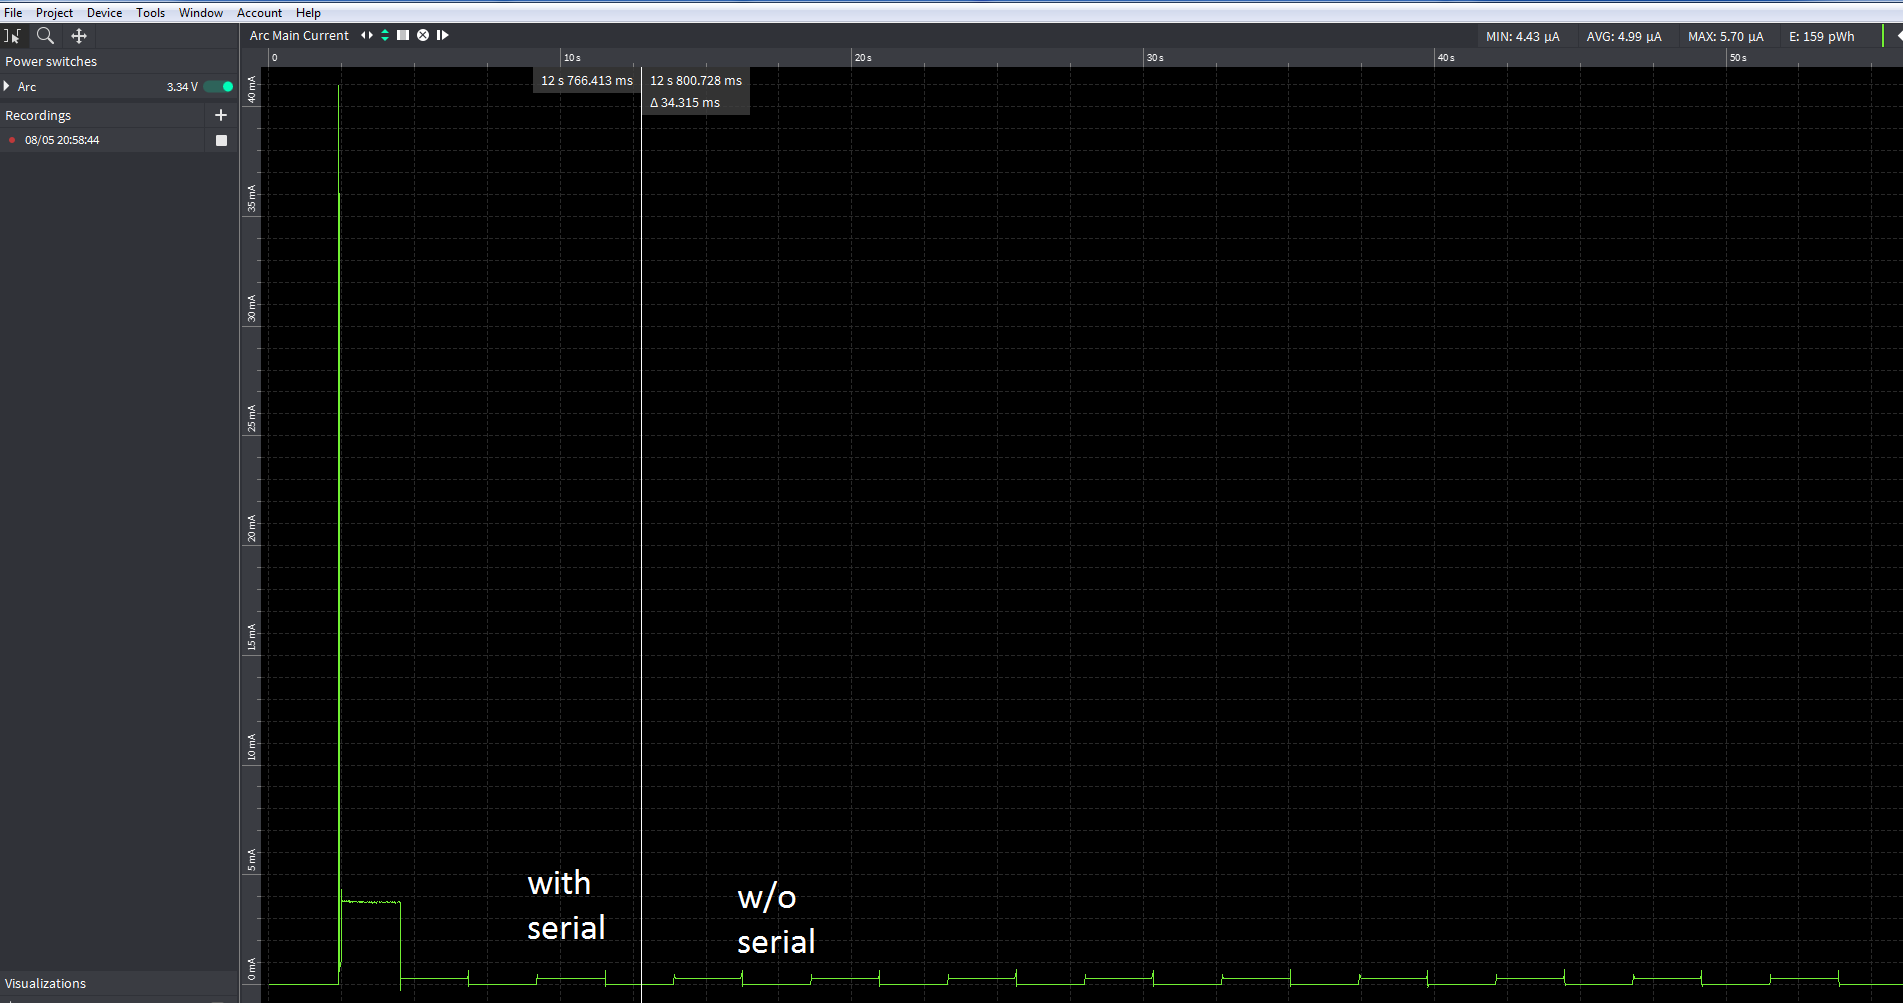 File Project Device Tools Window Account Help
Arc Main Current
MIN: 4.43 µA AVG: 4.99 µA MAX: 5.70 µA E: 159 pWh
Power switches
Arc 3.34 V
Recordings +
08/05 20:58:44
0 10 s 20 s 30 s 40 s 50 s
12 s 766.413 ms 12 s 800.728 ms
Δ 34.315 ms
40 mA
35 mA
30 mA
25 mA
20 mA
15 mA
10 mA
5 mA
0 mA
with
serial
w/o
serial
Visualizations